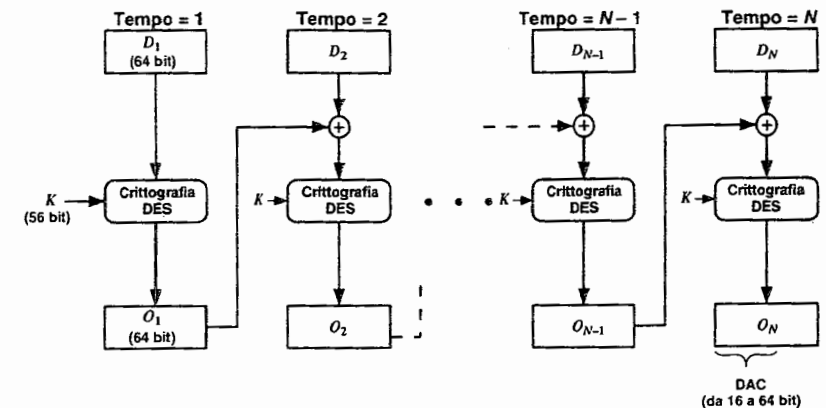 Tempo = 1
Tempo = 2
Tempo = N – 1
Tempo = N
D1
(64 bit)
D2
DN–1
DN
+
+
+
K
(56 bit)
Crittografia
DES
K
Crittografia
DES
• • •
K
Crittografia
DES
K
Crittografia
DES
O1
(64 bit)
O2
ON–1
ON
DAC
(da 16 a 64 bit)